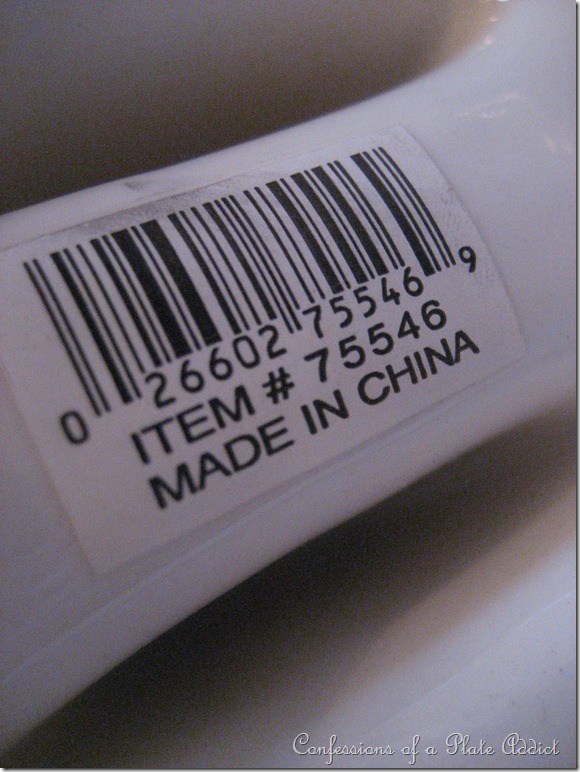 0 26602 75546 9
ITEM # 75546
MADE IN CHINA
Confessions of a Plate Addict